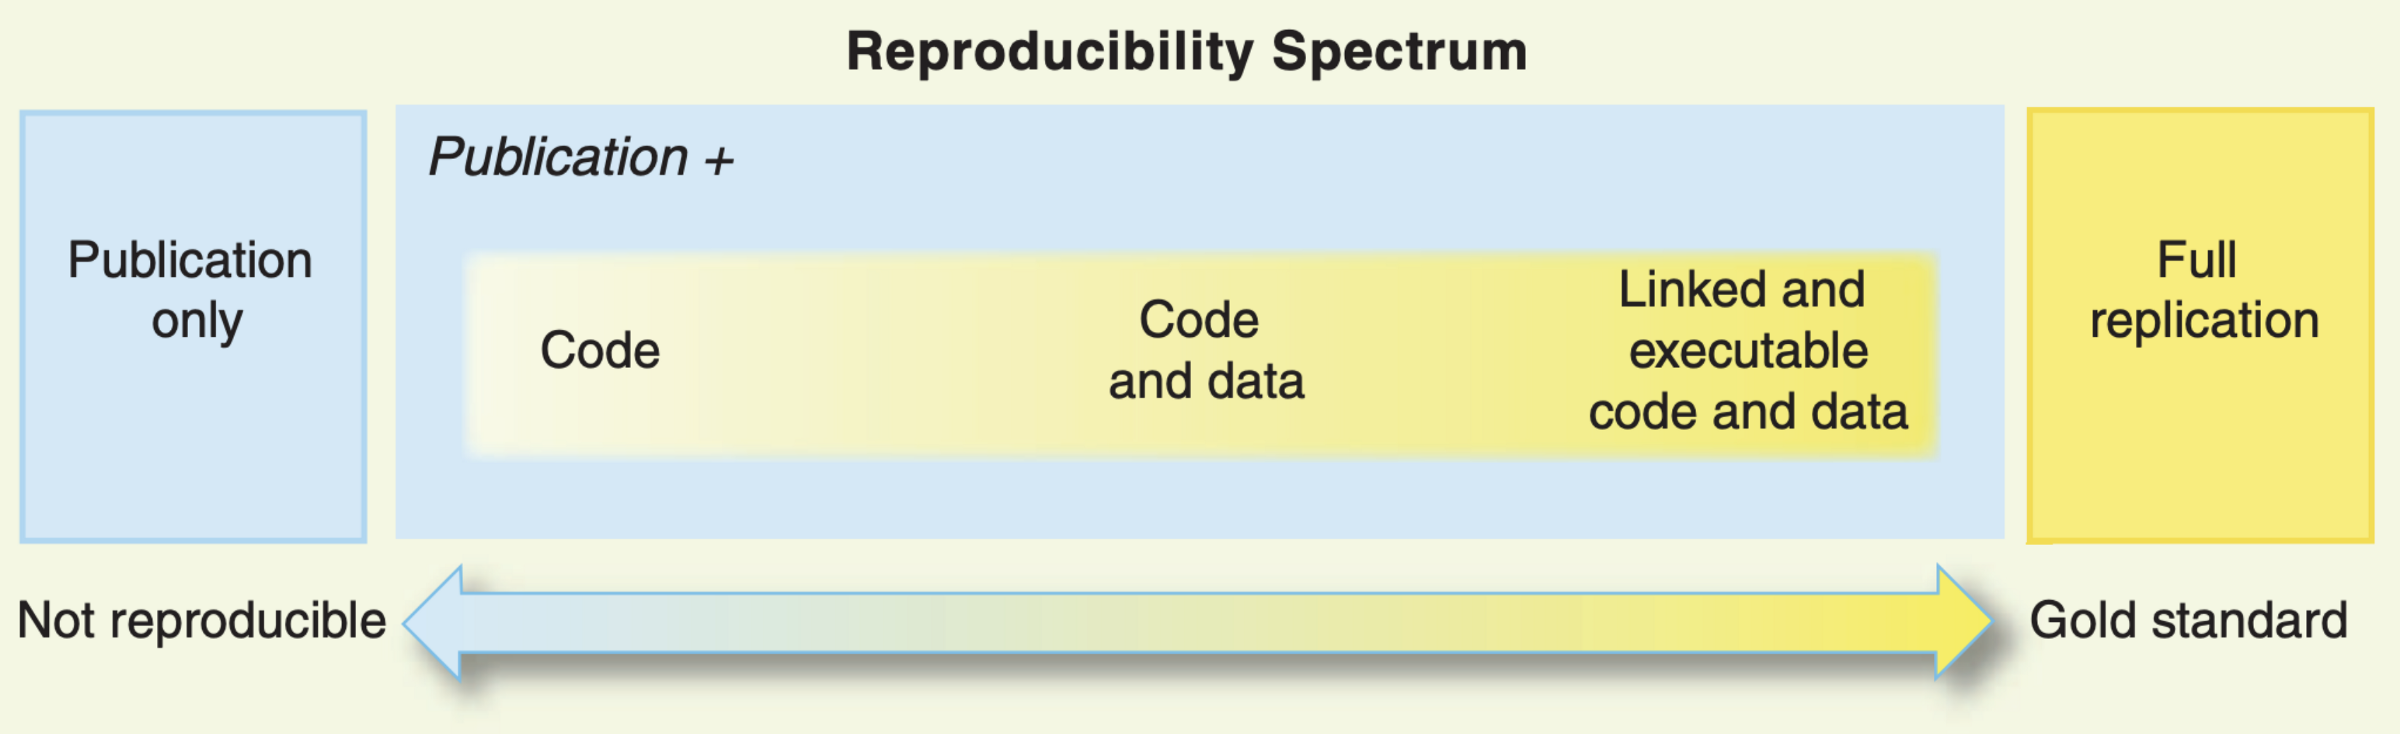 Reproducibility Spectrum
Publication
only
Publication +
Code
Code
and data
Linked and
executable
code and data
Full
replication
Not reproducible
Gold standard